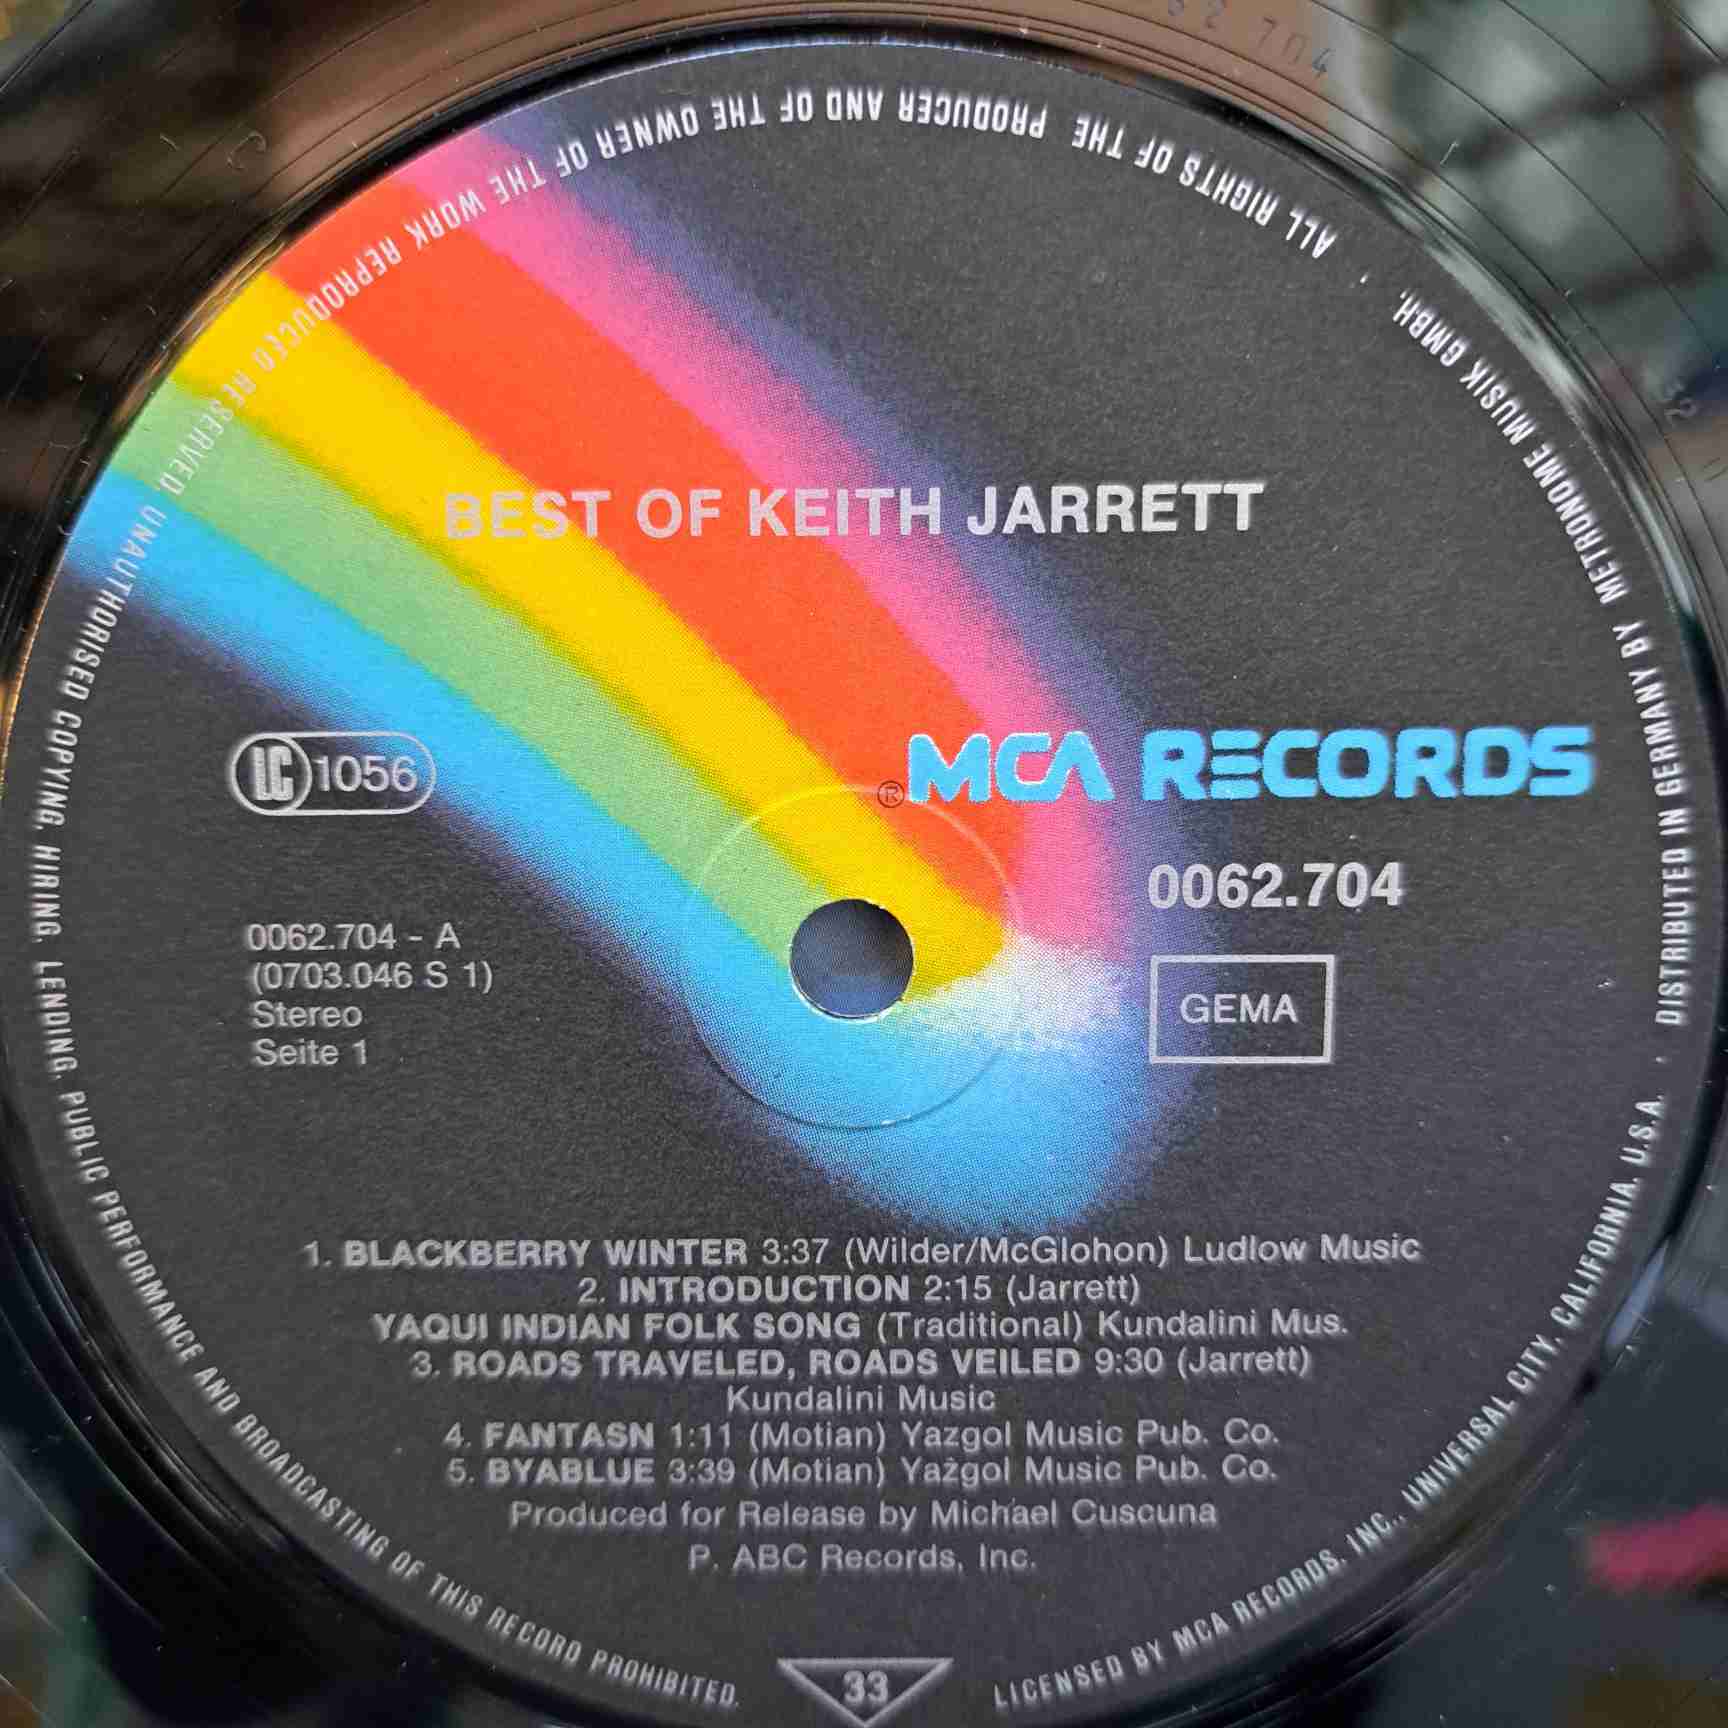 BEST OF KEITH JARRETT
LC 1056
® MCA RECORDS
0062.704
GEMA
0062.704 - A
(0703.046 S 1)
Stereo
Seite 1
1. BLACKBERRY WINTER 3:37 (Wilder/McGlohon) Ludlow Music
2. INTRODUCTION 2:15 (Jarrett)
YAQUI INDIAN FOLK SONG (Traditional) Kundalini Mus.
3. ROADS TRAVELED, ROADS VEILED 9:30 (Jarrett)
Kundalini Music
4. FANTASN 1:11 (Motian) Yazgol Music Pub. Co.
5. BYABLUE 3:39 (Motian) Yazgol Music Pub. Co.
Produced for Release by Michael Cuscuna
P. ABC Records, Inc.
33
ALL RIGHTS OF THE PRODUCER AND OF THE OWNER OF THE WORK REPRODUCED RESERVED. UNAUTHORISED COPYING, HIRING, LENDING, PUBLIC PERFORMANCE AND BROADCASTING OF THIS RECORD PROHIBITED.
LICENSED BY MCA RECORDS, INC., UNIVERSAL CITY, CALIFORNIA, U.S.A. · DISTRIBUTED IN GERMANY BY METRONOME MUSIK GMBH. ·